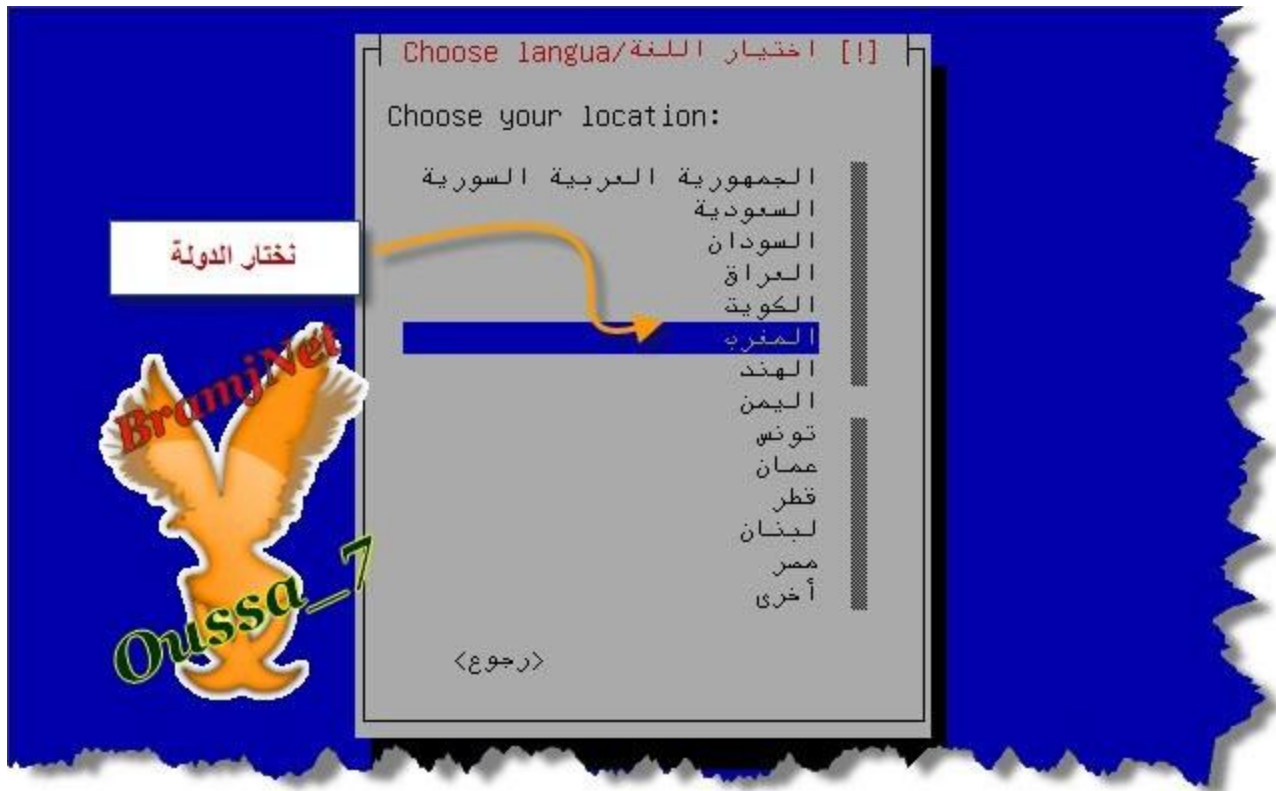 [!] اختيار اللغة/Choose langua
Choose your location:
الجمهورية العربية السورية
السعودية
السودان
العراق
الكويت
المغرب
الهند
اليمن
تونس
عمان
قطر
لبنان
مصر
أخرى
<رجوع>
نختار الدولة
BramjNet
Oussa_7